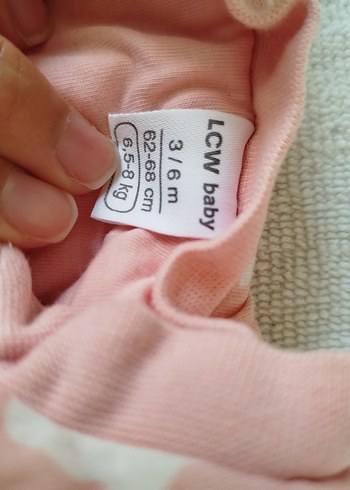 LCW baby
3 / 6 m
62-68 cm
6,5-8 kg